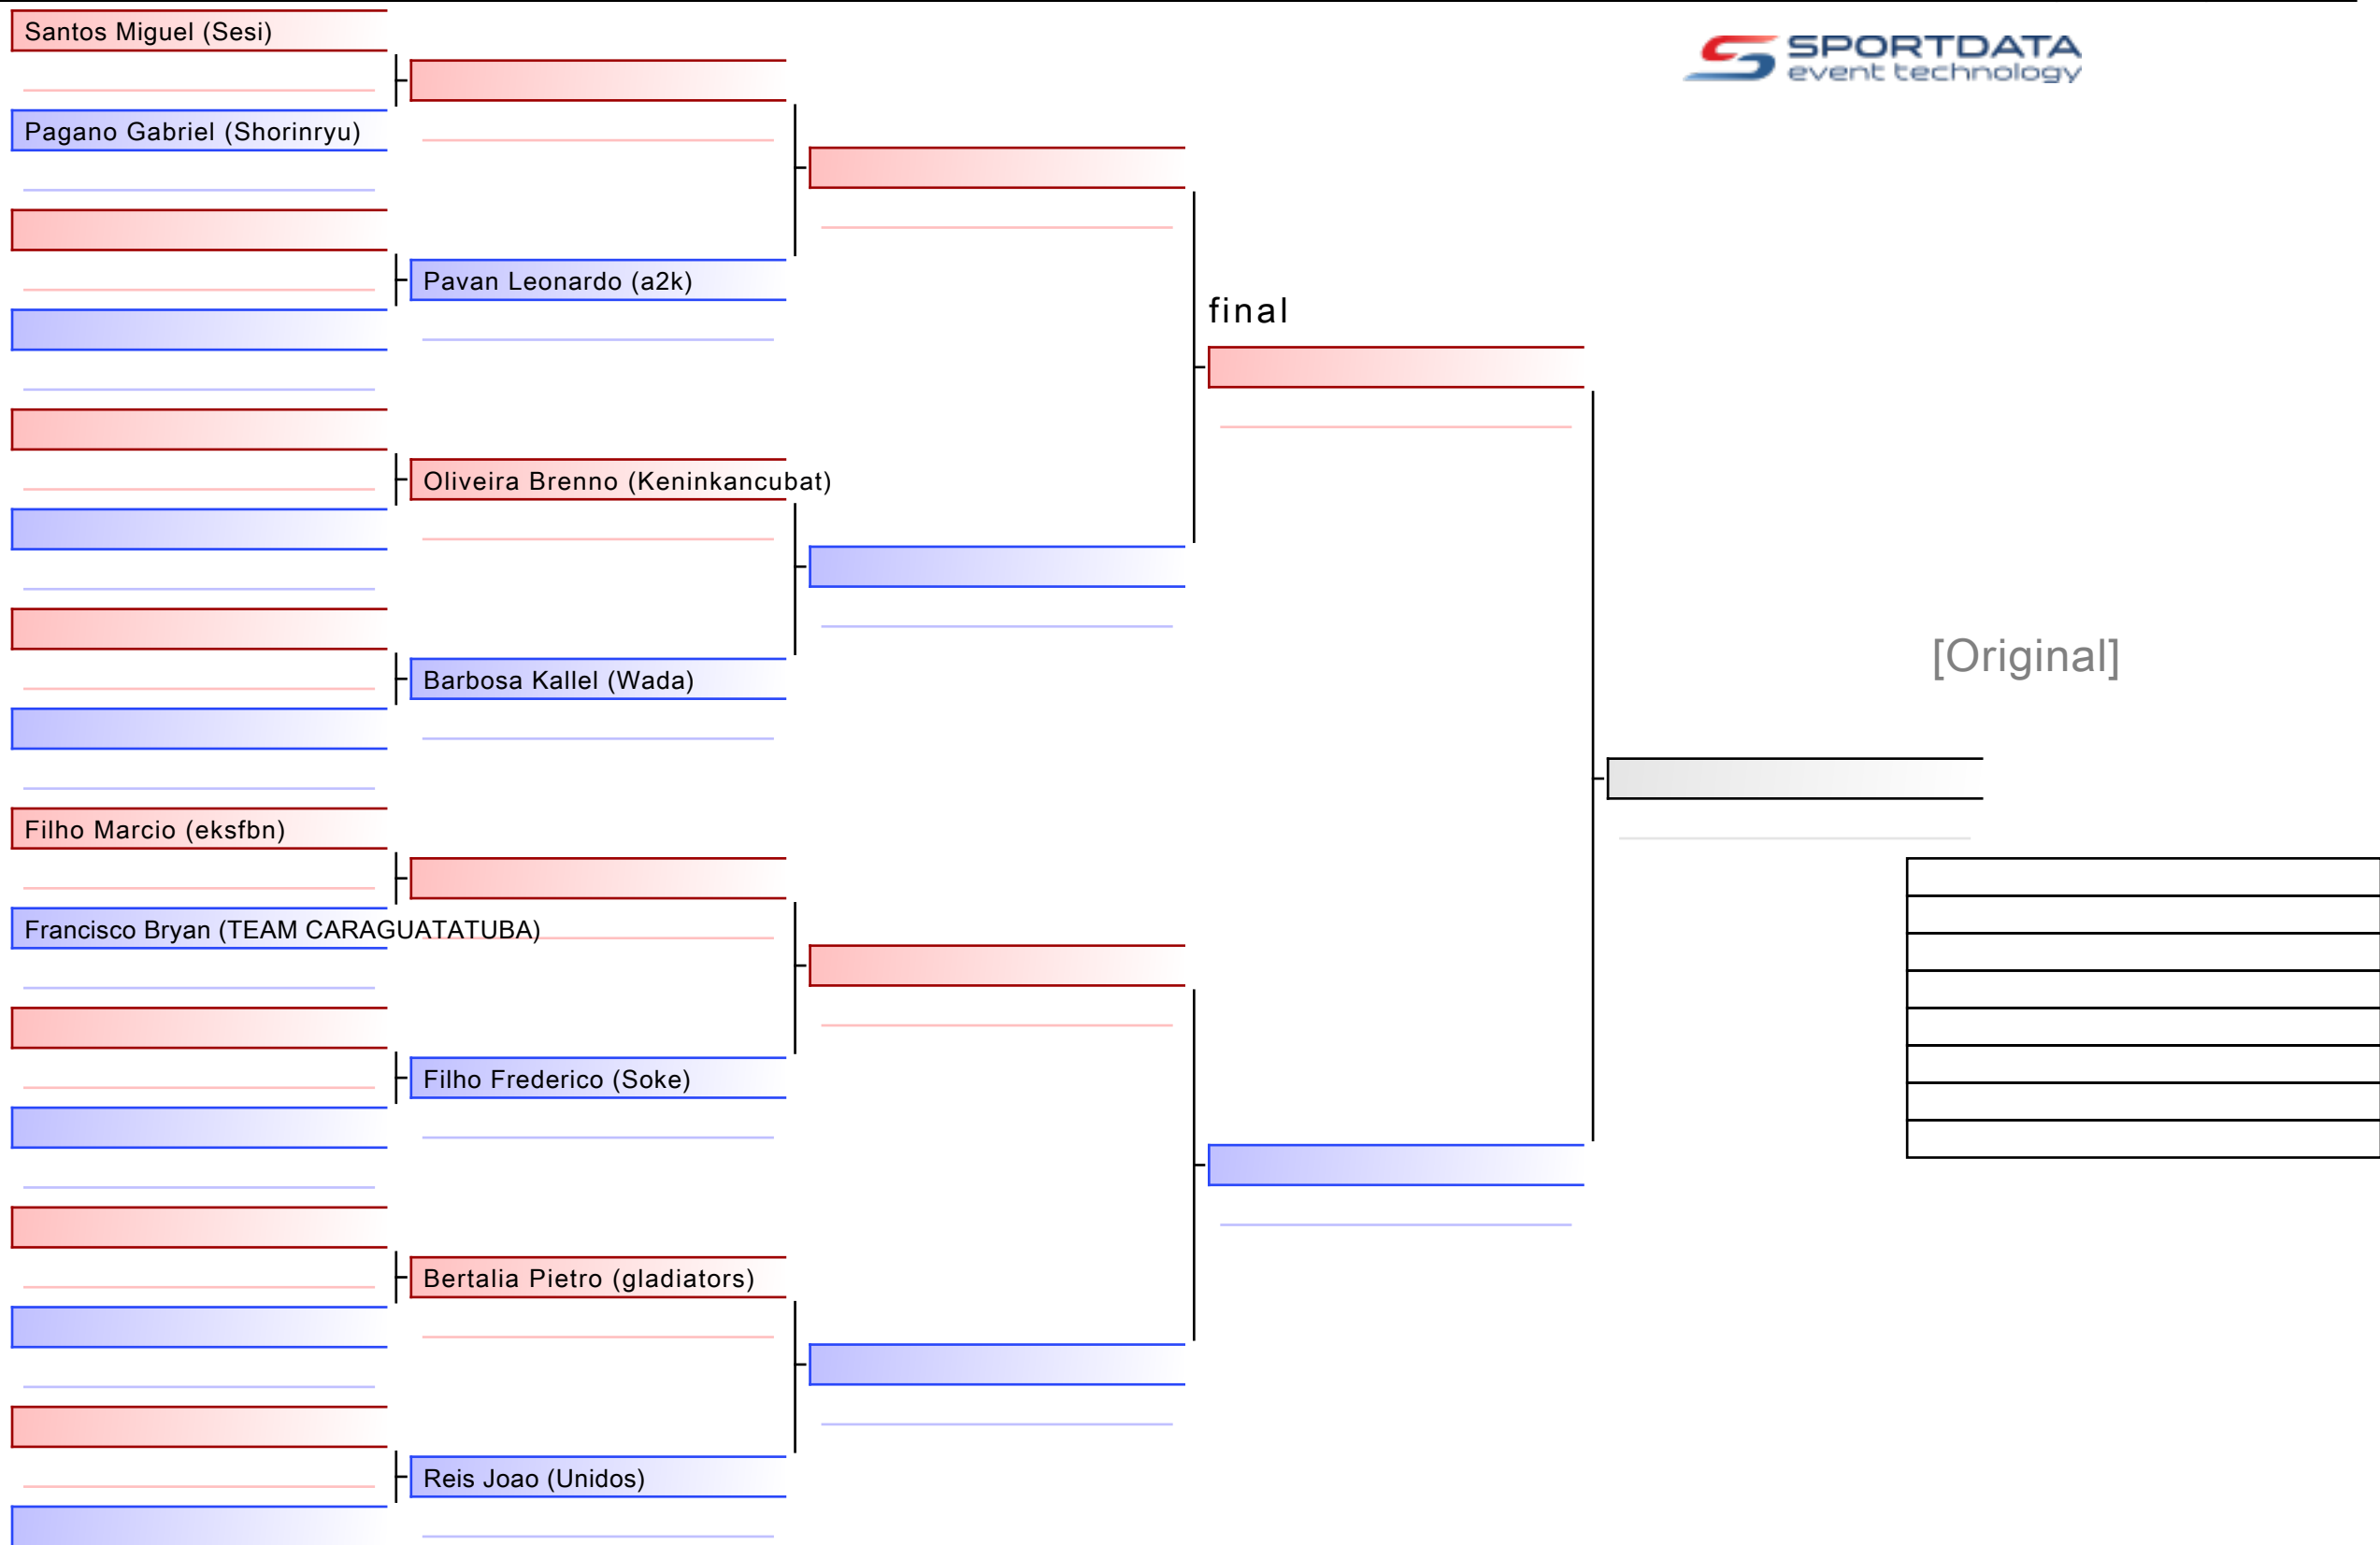 Santos Miguel (Sesi)
SPORTDATA
event technology
Pagano Gabriel (Shorinryu)
Pavan Leonardo (a2k)
final
Oliveira Brenno (Keninkancubat)
[Original]
Barbosa Kallel (Wada)
Filho Marcio (eksfbn)
Francisco Bryan (TEAM CARAGUATATUBA)
Filho Frederico (Soke)
Bertalia Pietro (gladiators)
Reis Joao (Unidos)